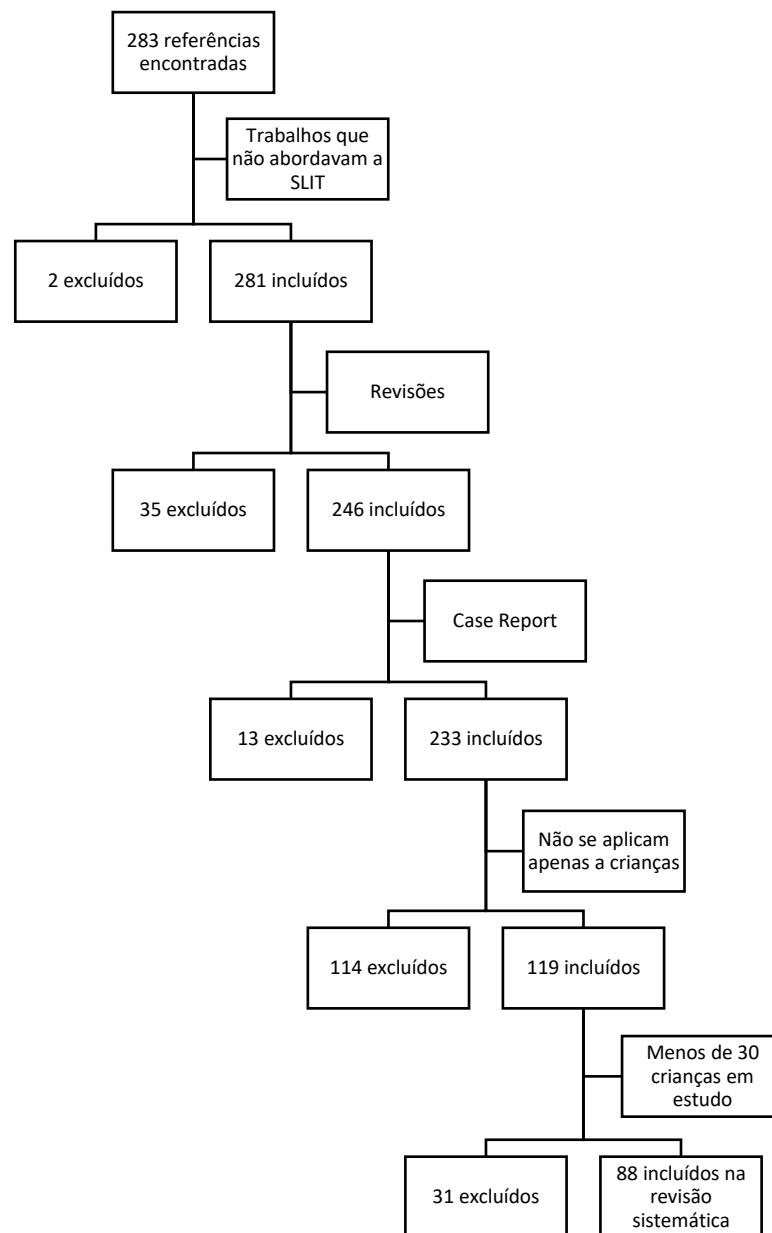 283 referências
encontradas
Trabalhos que
não abordavam a
SLIT
2 excluídos
281 incluídos
Revisões
35 excluídos
246 incluídos
Case Report
13 excluídos
233 incluídos
Não se aplicam
apenas a crianças
114 excluídos
119 incluídos
Menos de 30
crianças em
estudo
31 excluídos
88 incluídos na
revisão
sistemática